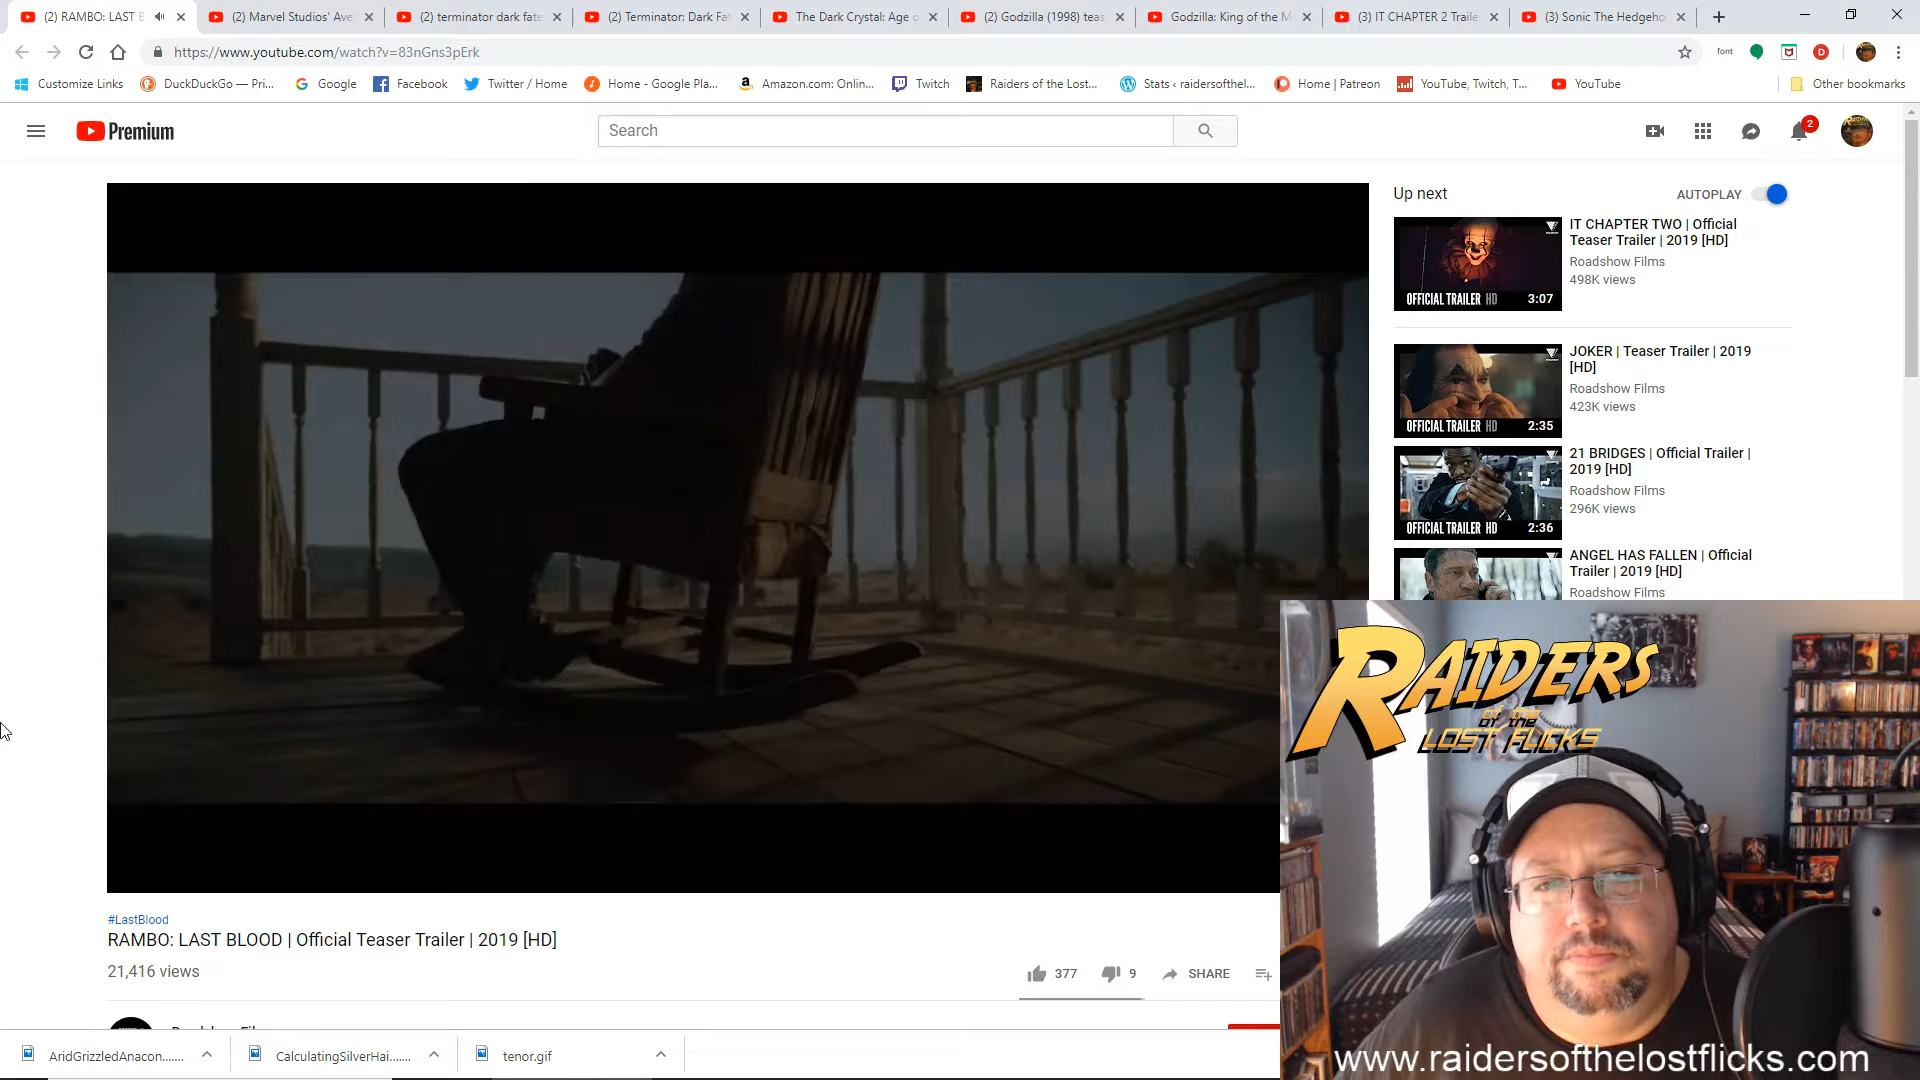 (2) RAMBO: LAST B
(2) Marvel Studios' Ave
(2) terminator dark fate
(2) Terminator: Dark Fat
The Dark Crystal: Age o
(2) Godzilla (1998) teas
Godzilla: King of the M
(3) IT CHAPTER 2 Traile
(3) Sonic The Hedgeho
https://www.youtube.com/watch?v=83nGns3pErk
font
D
Customize Links
DuckDuckGo — Pri...
Google
Facebook
Twitter / Home
Home - Google Pla...
Amazon.com: Onlin...
Twitch
Raiders of the Lost...
Stats ‹ raidersofthel...
Home | Patreon
YouTube, Twitch, T...
YouTube
Other bookmarks
Premium
Search
2
Up next
AUTOPLAY
IT CHAPTER TWO | Official
Teaser Trailer | 2019 [HD]
Roadshow Films
498K views
OFFICIAL TRAILER HD
3:07
JOKER | Teaser Trailer | 2019
[HD]
Roadshow Films
423K views
OFFICIAL TRAILER HD
2:35
21 BRIDGES | Official Trailer |
2019 [HD]
Roadshow Films
296K views
OFFICIAL TRAILER HD
2:36
ANGEL HAS FALLEN | Official
Trailer | 2019 [HD]
Roadshow Films
RAIDERS
of the
LOST FLICKS
#LastBlood
RAMBO: LAST BLOOD | Official Teaser Trailer | 2019 [HD]
21,416 views
377
9
SHARE
AridGrizzledAnacon......
CalculatingSilverHai......
tenor.gif
www.raidersofthelostflicks.com